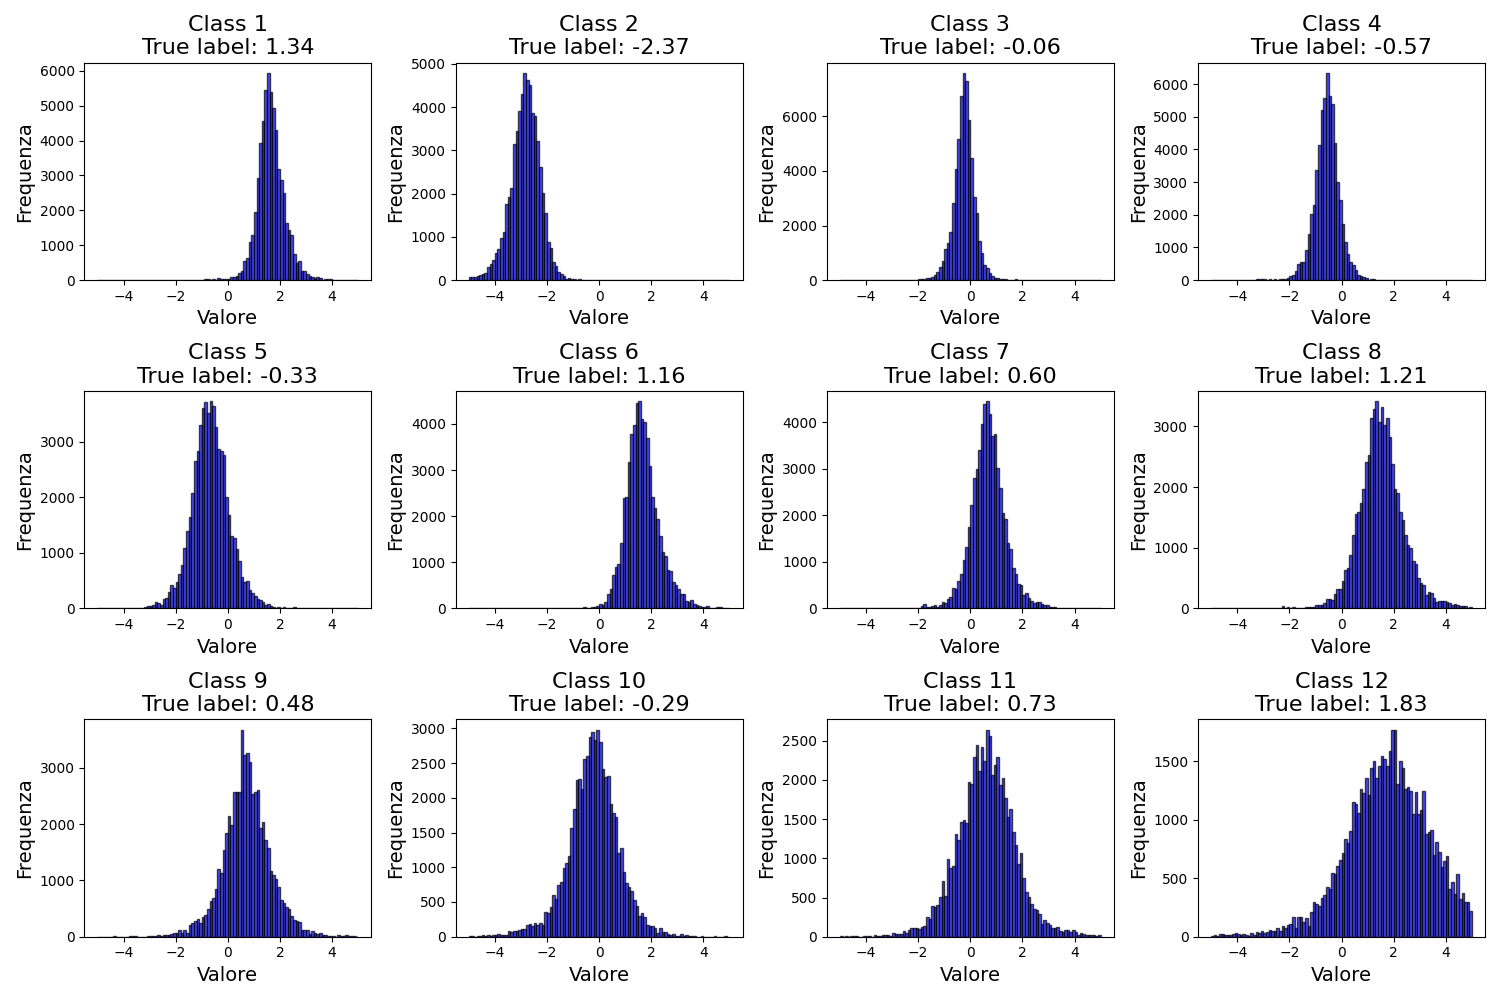 Class 1
True label: 1.34
Class 2
True label: -2.37
Class 3
True label: -0.06
Class 4
True label: -0.57
Frequenza
6000
5000
4000
3000
2000
1000
0
−4 −2 0 2 4
Valore
Frequenza
5000
4000
3000
2000
1000
0
−4 −2 0 2 4
Valore
Frequenza
6000
4000
2000
0
−4 −2 0 2 4
Valore
Frequenza
6000
5000
4000
3000
2000
1000
0
−4 −2 0 2 4
Valore
Class 5
True label: -0.33
Class 6
True label: 1.16
Class 7
True label: 0.60
Class 8
True label: 1.21
Frequenza
3000
2000
1000
0
−4 −2 0 2 4
Valore
Frequenza
4000
3000
2000
1000
0
−4 −2 0 2 4
Valore
Frequenza
4000
3000
2000
1000
0
−4 −2 0 2 4
Valore
Frequenza
3000
2000
1000
0
−4 −2 0 2 4
Valore
Class 9
True label: 0.48
Class 10
True label: -0.29
Class 11
True label: 0.73
Class 12
True label: 1.83
Frequenza
3000
2000
1000
0
−4 −2 0 2 4
Valore
Frequenza
3000
2500
2000
1500
1000
500
0
−4 −2 0 2 4
Valore
Frequenza
2500
2000
1500
1000
500
0
−4 −2 0 2 4
Valore
Frequenza
1500
1000
500
0
−4 −2 0 2 4
Valore